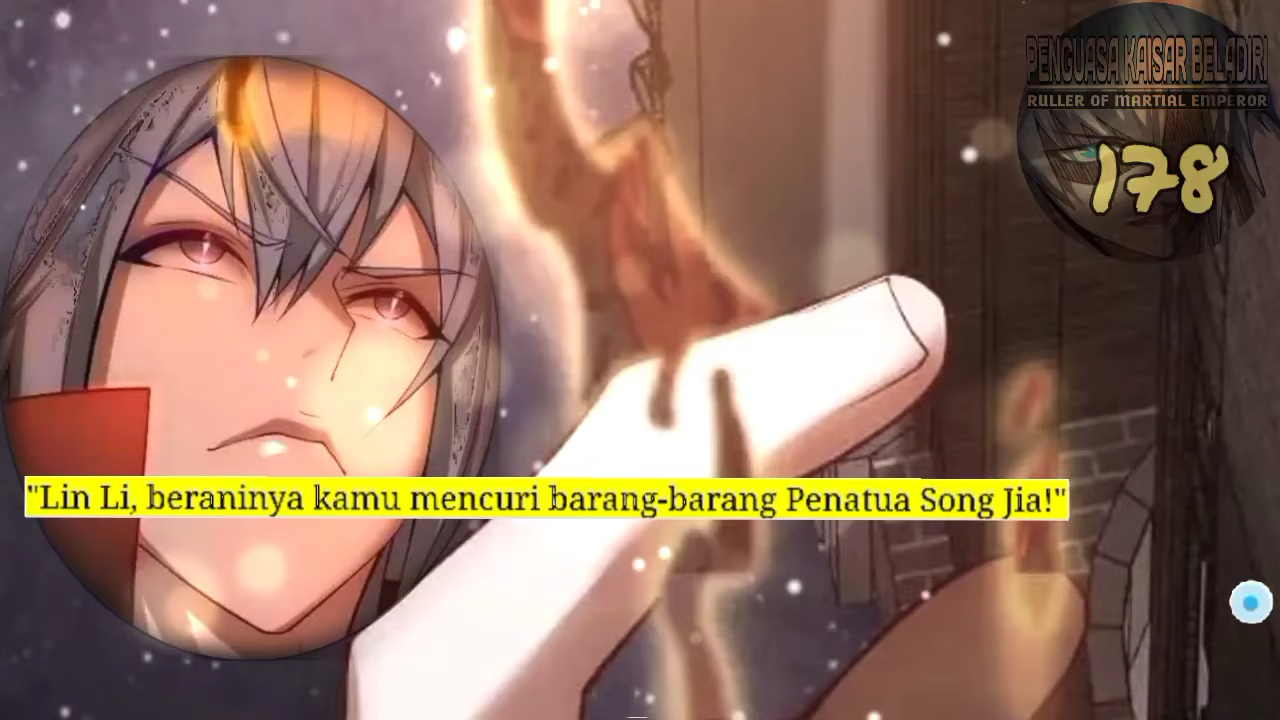 PENGUASA KAISAR BELADIRI
RULLER OF MARTIAL EMPEROR
178
"Lin Li, beraninya kamu mencuri barang-barang Penatua Song Jia!"